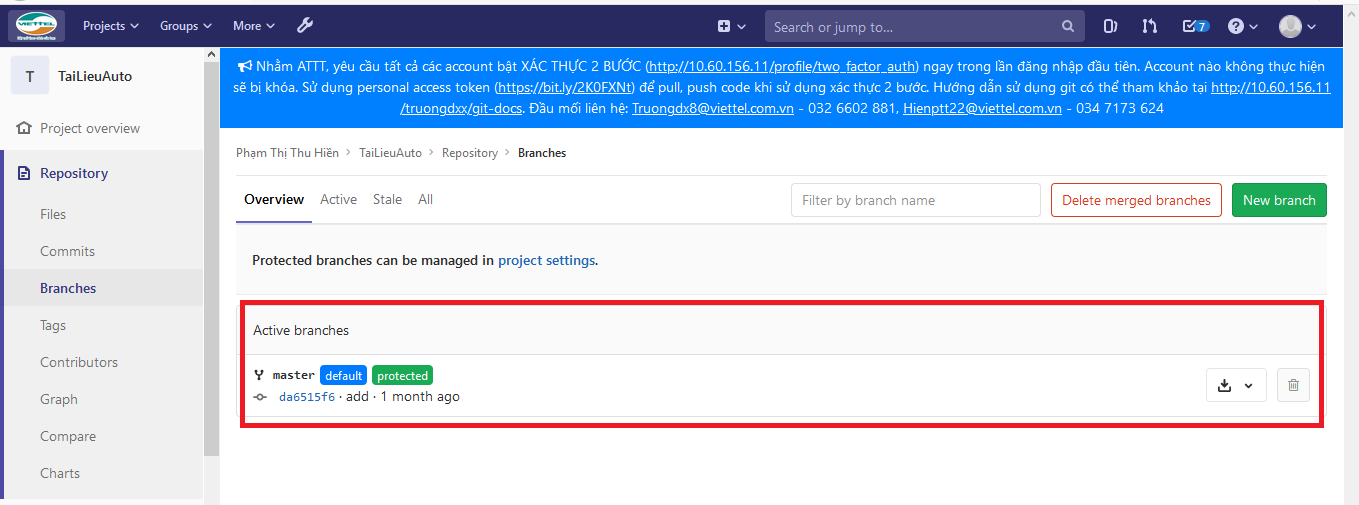 VIETTEL
Projects Groups More Search or jump to... 7
T TaiLieuAuto
Nhằm ATTT, yêu cầu tất cả các account bật XÁC THỰC 2 BƯỚC (http://10.60.156.11/profile/two_factor_auth) ngay trong lần đăng nhập đầu tiên. Account nào không thực hiện
sẽ bị khóa. Sử dụng personal access token (https://bit.ly/2K0FXNt) để pull, push code khi sử dụng xác thực 2 bước. Hướng dẫn sử dụng git có thể tham khảo tại http://10.60.156.11
/truongdxx/git-docs. Đầu mối liên hệ: Truongdx8@viettel.com.vn - 032 6602 881, Hienptt22@viettel.com.vn - 034 7173 624
Project overview
Repository
Files
Commits
Branches
Tags
Contributors
Graph
Compare
Charts
Phạm Thị Thu Hiền > TaiLieuAuto > Repository > Branches
Overview Active Stale All Filter by branch name Delete merged branches New branch
Protected branches can be managed in project settings.
Active branches
master default protected
da6515f6 · add · 1 month ago